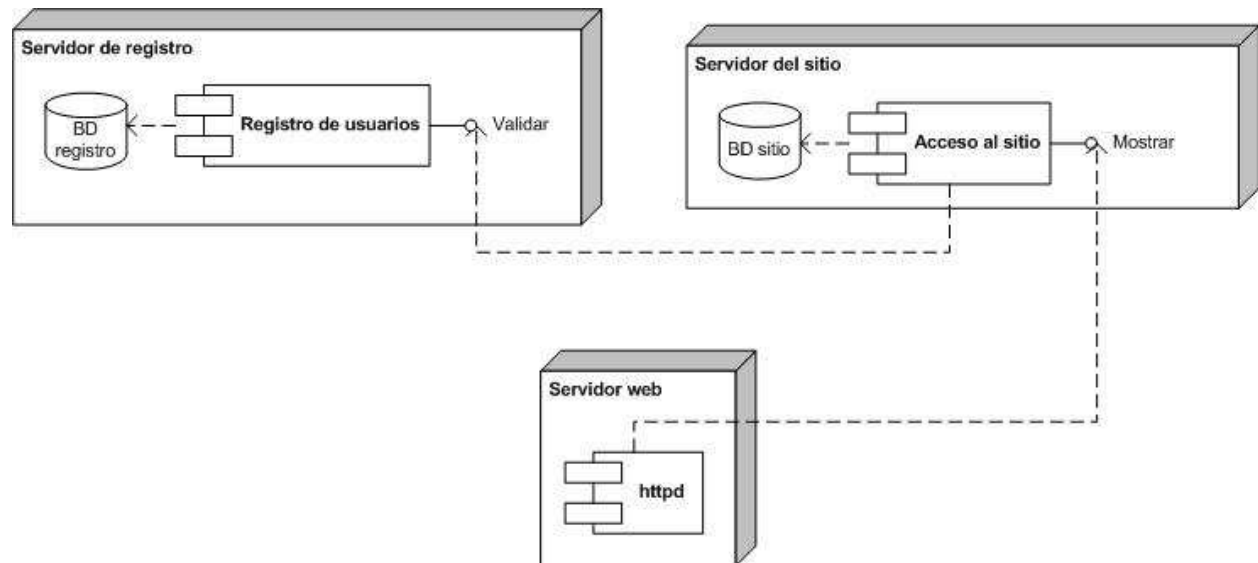 Servidor de registro
BD
registro
Registro de usuarios
Validar
Servidor del sitio
BD sitio
Acceso al sitio
Mostrar
Servidor web
httpd